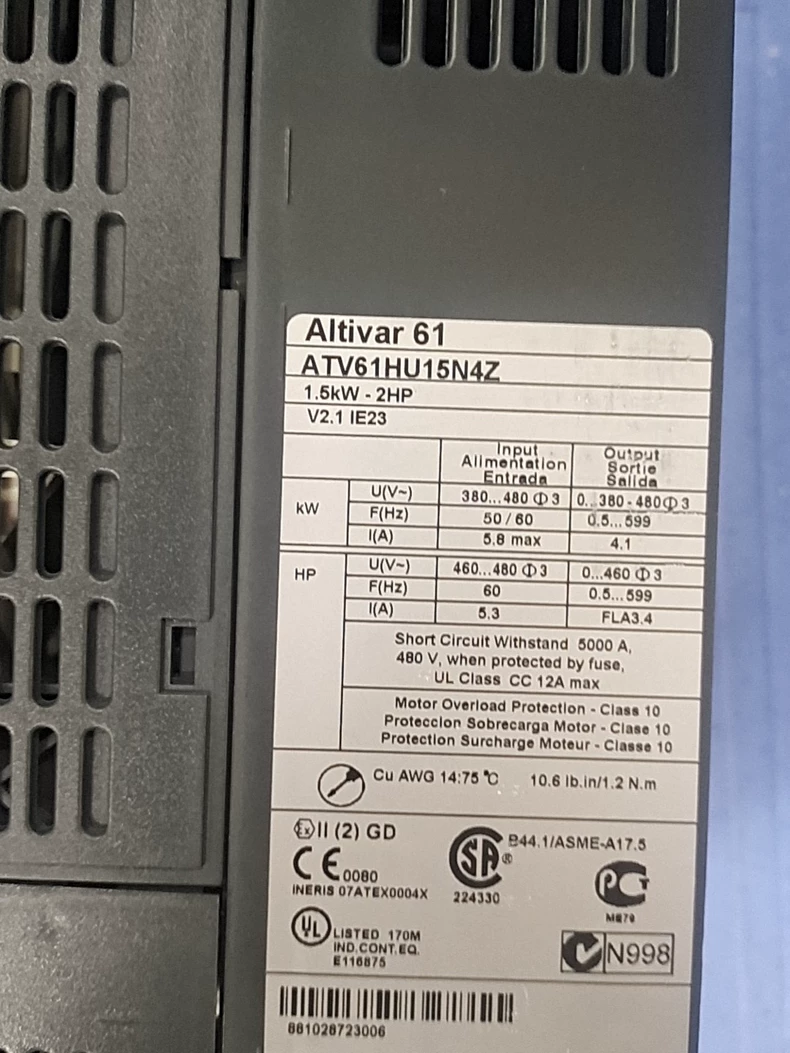 Altivar 61
ATV61HU15N4Z
1.5kW - 2HP
V2.1 IE23
Input Output
Alimentation Sortie
Entrada Salida
kW U(V~) 380...480 Φ 3 0...380 - 480 Φ 3
F(Hz) 50 / 60 0.5...599
I(A) 5.8 max 4.1
HP U(V~) 460...480 Φ 3 0...460 Φ 3
F(Hz) 60 0.5...599
I(A) 5.3 FLA3.4
Short Circuit Withstand 5000 A,
480 V, when protected by fuse,
UL Class CC 12A max
Motor Overload Protection - Class 10
Proteccion Sobrecarga Motor - Clase 10
Protection Surcharge Moteur - Classe 10
Cu AWG 14:75 °C 10.6 lb.in/1.2 N.m
Ex II (2) GD
CE 0080
INERIS 07ATEX0004X
SA ®
224330
B44.1/ASME-A17.5
PCT
ME79
UL LISTED 170M
IND.CONT.EQ.
E116875
N998
881028723006